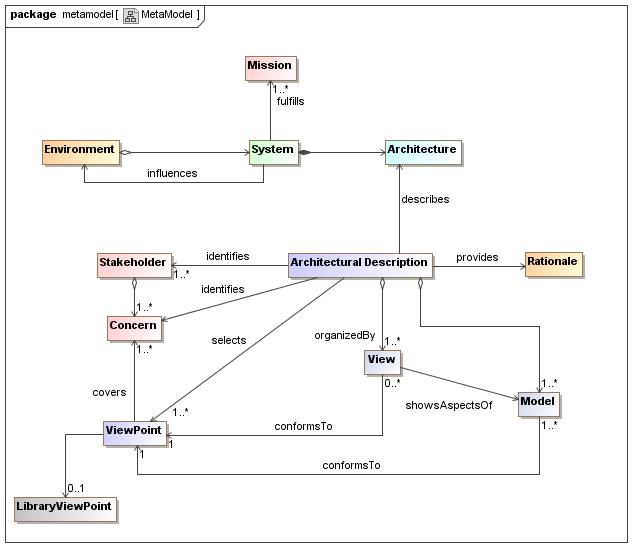 package metamodel[ MetaModel ]
Mission
1..*
fulfills
Environment
System
Architecture
influences
describes
Stakeholder
identifies
Architectural Description
provides
Rationale
1..*
identifies
1..*
Concern
1..*
selects
organizedBy
1..*
View
0..*
covers
showsAspectsOf
1..*
Model
1..*
1..*
ViewPoint
conformsTo
1
1
conformsTo
0..1
LibraryViewPoint